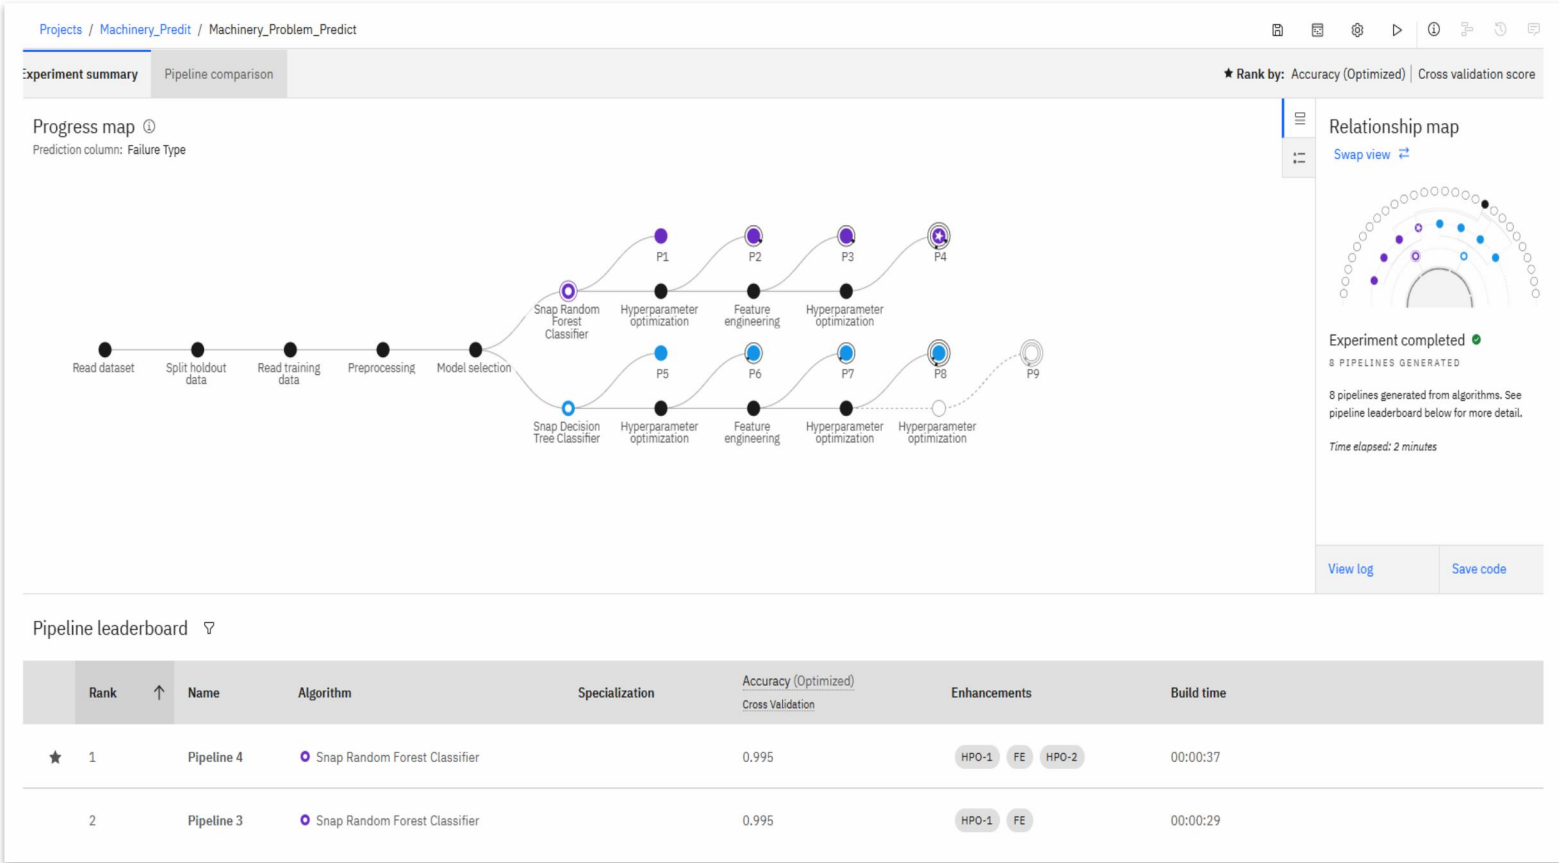 Projects / Machinery_Predit / Machinery_Problem_Predict
Experiment summary
Pipeline comparison
Rank by: Accuracy (Optimized) | Cross validation score
Progress map
Prediction column: Failure Type
Relationship map
Swap view
P1
P2
P3
P4
Snap Random
Forest
Classifier
Hyperparameter
optimization
Feature
engineering
Hyperparameter
optimization
Read dataset
Split holdout
data
Read training
data
Preprocessing
Model selection
P5
P6
P7
P8
P9
Snap Decision
Tree Classifier
Hyperparameter
optimization
Feature
engineering
Hyperparameter
optimization
Hyperparameter
optimization
Experiment completed
8 PIPELINES GENERATED
8 pipelines generated from algorithms. See
pipeline leaderboard below for more detail.
Time elapsed: 2 minutes
View log
Save code
Pipeline leaderboard
Rank Name Algorithm Specialization Accuracy (Optimized) Enhancements Build time
Cross Validation
1 Pipeline 4 Snap Random Forest Classifier 0.995 HPO-1 FE HPO-2 00:00:37
2 Pipeline 3 Snap Random Forest Classifier 0.995 HPO-1 FE 00:00:29